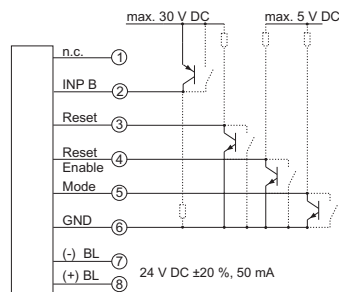 max. 30 V DC
max. 5 V DC
n.c. 1
INP B 2
Reset 3
Reset Enable 4
Mode 5
GND 6
(-) BL 7
(+) BL 8
24 V DC ±20 %, 50 mA